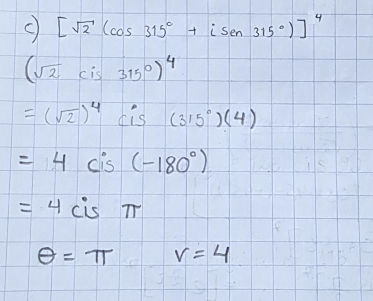 c) [√2 (cos 315° + i sen 315°)]⁴
(√2 cis 315°)⁴
= (√2)⁴ cis (315°)(4)
= 4 cis (-180°)
= 4 cis π
θ = π r = 4